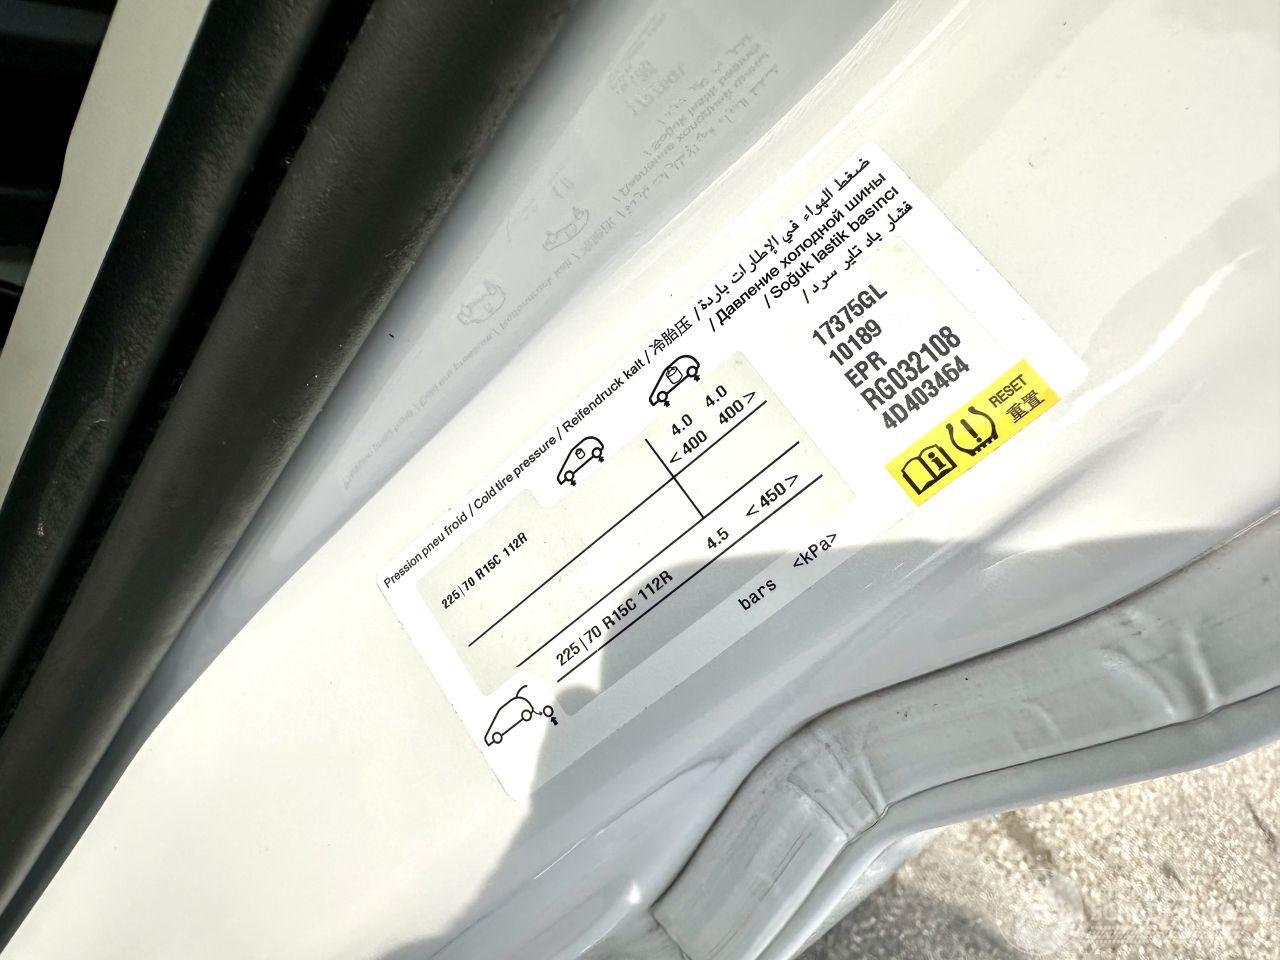 Pression pneu froid / Cold tire pressure / Reifendruck kalt / 冷胎压 / ضغط الهواء في الإطارات باردة
/ Давление холодной шины
/ Soğuk lastik basıncı
/ فشار باد تایر سرد
17375GL
10189
EPR
RG032108
4D403464
RESET
重置
225|70 R15C 112R
4.0 4.0
<400 400>
225|70 R15C 112R 4.5 <450>
bars <kPa>